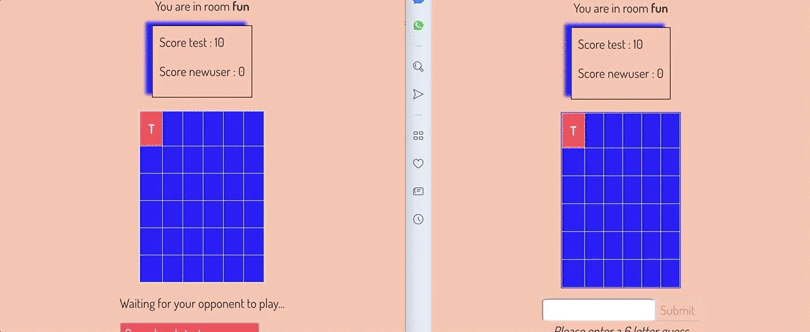 You are in room fun
Score test : 10
Score newuser : 0
T
Waiting for your opponent to play...
You are in room fun
Score test : 10
Score newuser : 0
T
Submit
Please enter a 6 letter guess